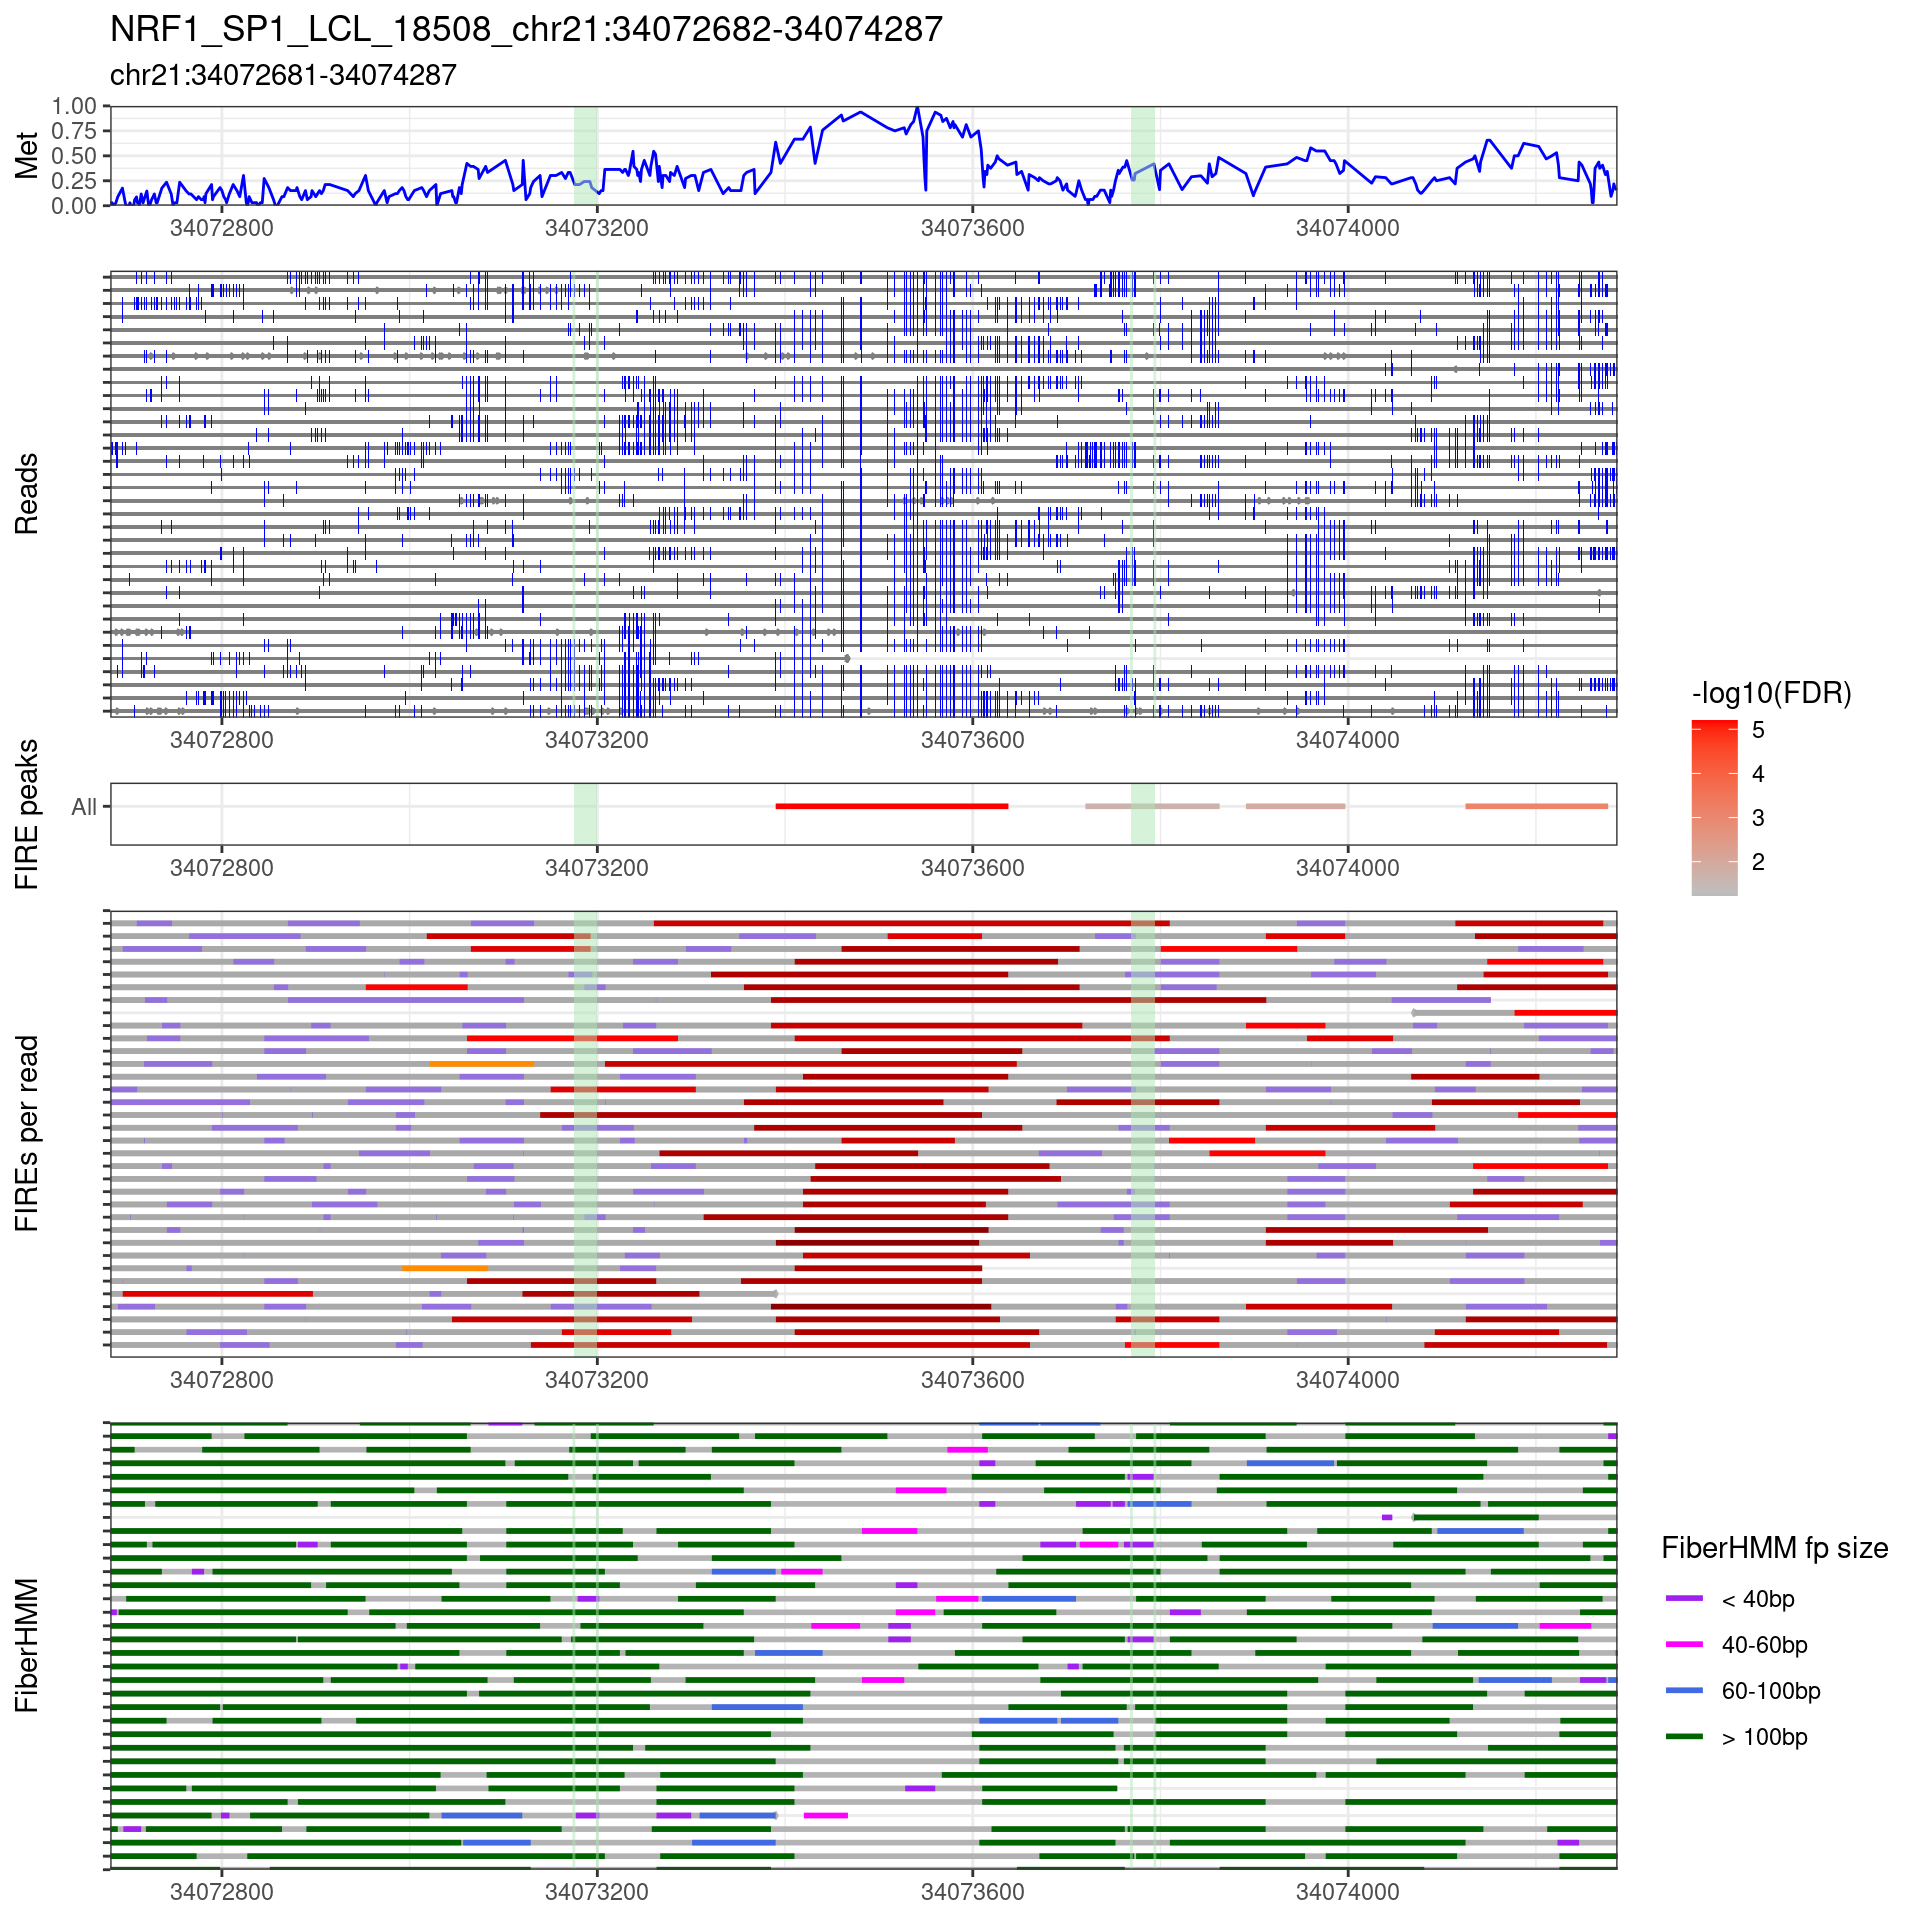 NRF1_SP1_LCL_18508_chr21:34072682-34074287
chr21:34072681-34074287
Met
1.00
0.75
0.50
0.25
0.00
34072800 34073200 34073600 34074000
Reads
34072800 34073200 34073600 34074000
FIRE peaks
All
34072800 34073200 34073600 34074000
-log10(FDR)
5
4
3
2
FIREs per read
34072800 34073200 34073600 34074000
FiberHMM
34072800 34073200 34073600 34074000
FiberHMM fp size
< 40bp
40-60bp
60-100bp
> 100bp